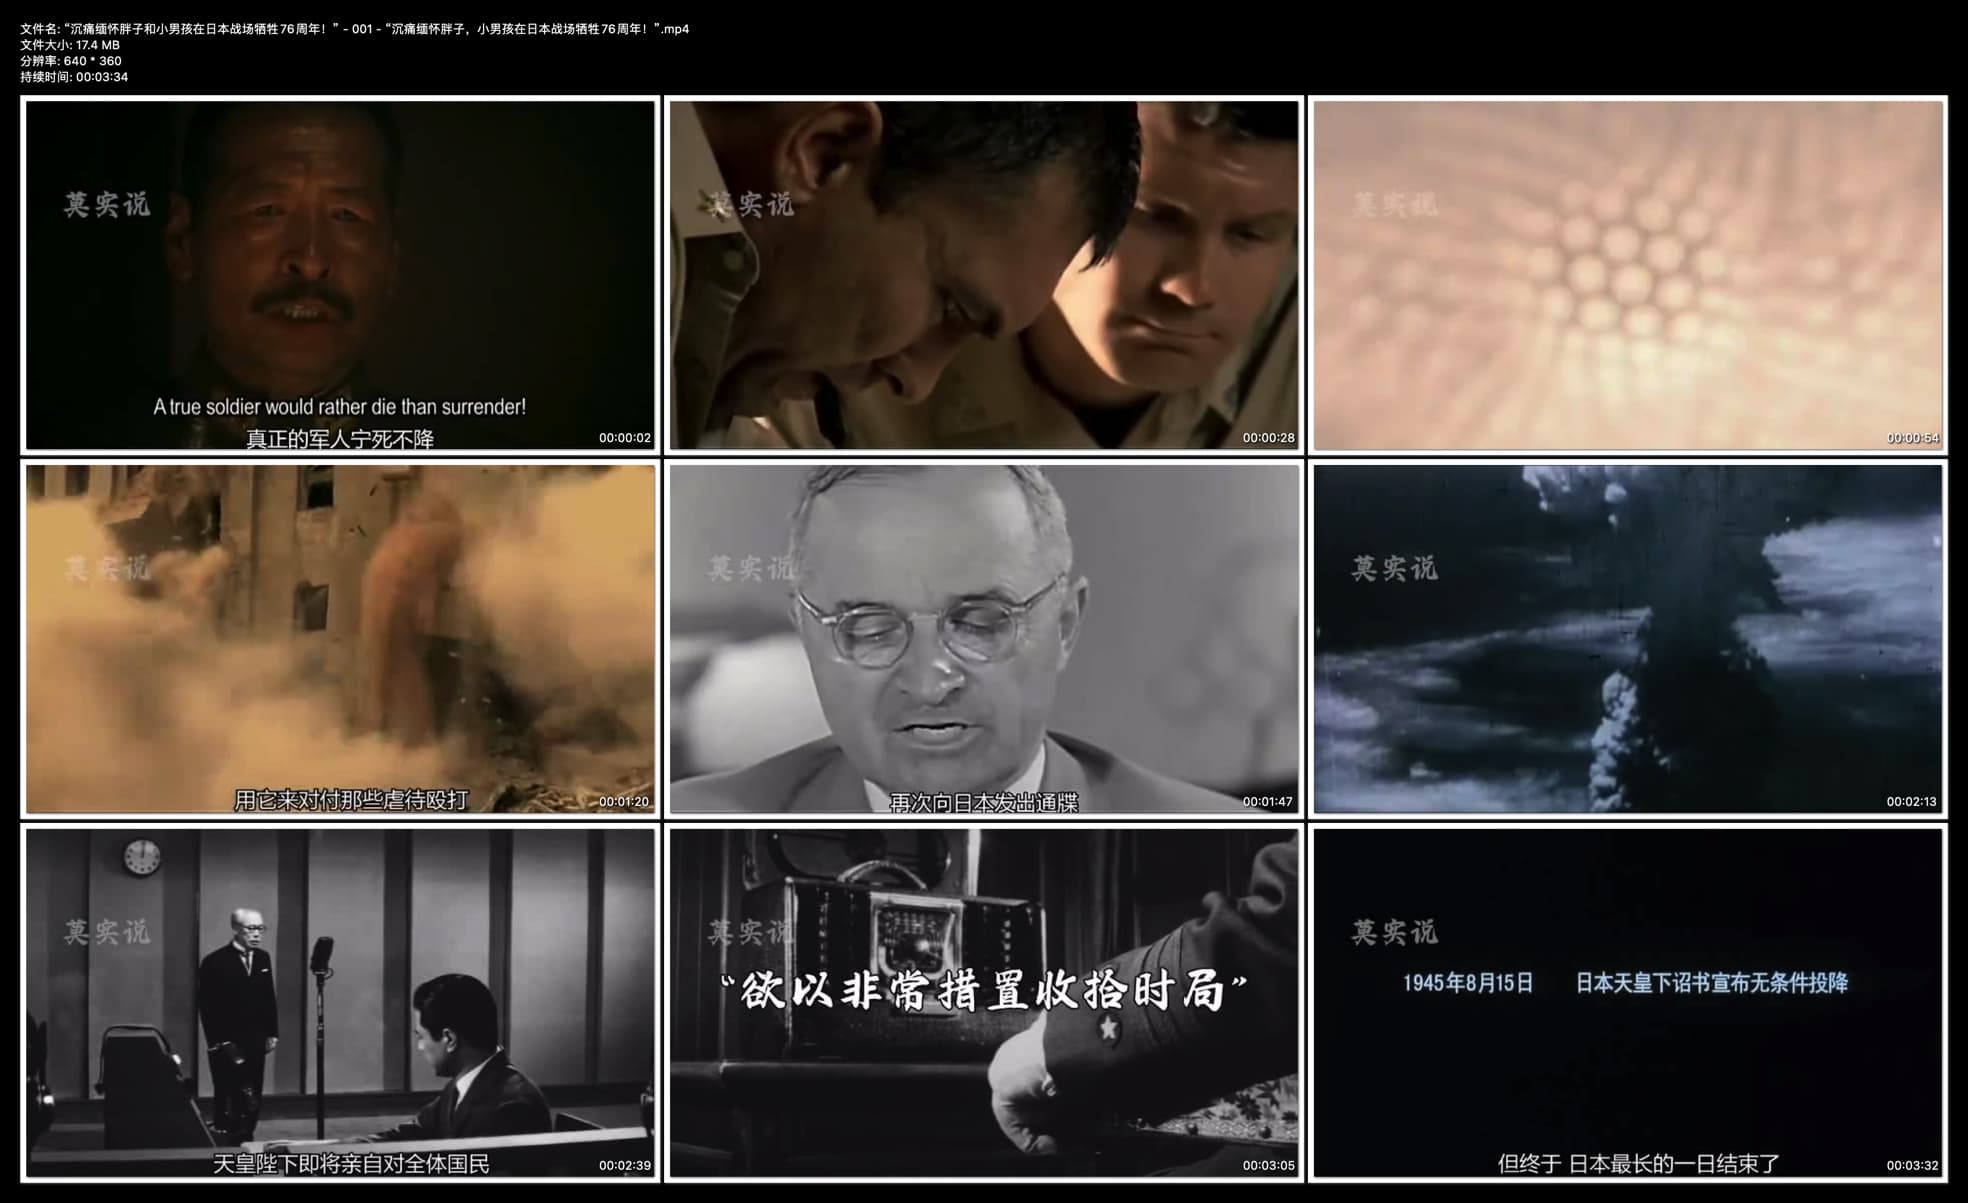 文件名: “沉痛缅怀胖子和小男孩在日本战场牺牲76周年！” - 001 - “沉痛缅怀胖子，小男孩在日本战场牺牲76周年！”.mp4
文件大小: 17.4 MB
分辨率: 640 * 360
持续时间: 00:03:34
莫实说
A true soldier would rather die than surrender!
真正的军人宁死不降
00:00:02
莫实说
00:00:28
莫实说
00:00:54
莫实说
用它来对付那些虐待殴打
00:01:20
莫实说
再次向日本发出通牒
00:01:47
莫实说
00:02:13
莫实说
天皇陛下即将亲自对全体国民
00:02:39
莫实说
“欲以非常措置收拾时局”
00:03:05
莫实说
1945年8月15日 日本天皇下诏书宣布无条件投降
但终于 日本最长的一日结束了
00:03:32